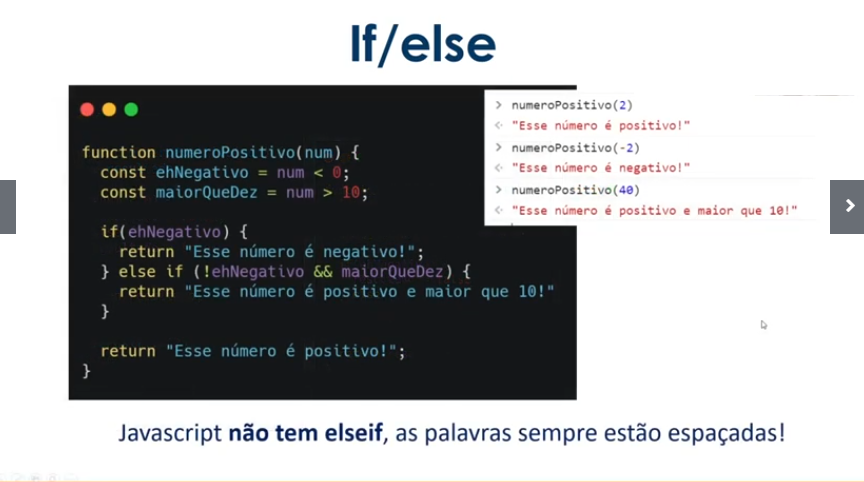 If/else
function numeroPositivo(num) {
const ehNegativo = num < 0;
const maiorQueDez = num > 10;
if(ehNegativo) {
return "Esse número é negativo!";
} else if (!ehNegativo && maiorQueDez) {
return "Esse número é positivo e maior que 10!"
}
return "Esse número é positivo!";
}
> numeroPositivo(2)
< "Esse número é positivo!"
> numeroPositivo(-2)
< "Esse número é negativo!"
> numeroPositivo(40)
< "Esse número é positivo e maior que 10!"
Javascript não tem elseif, as palavras sempre estão espaçadas!